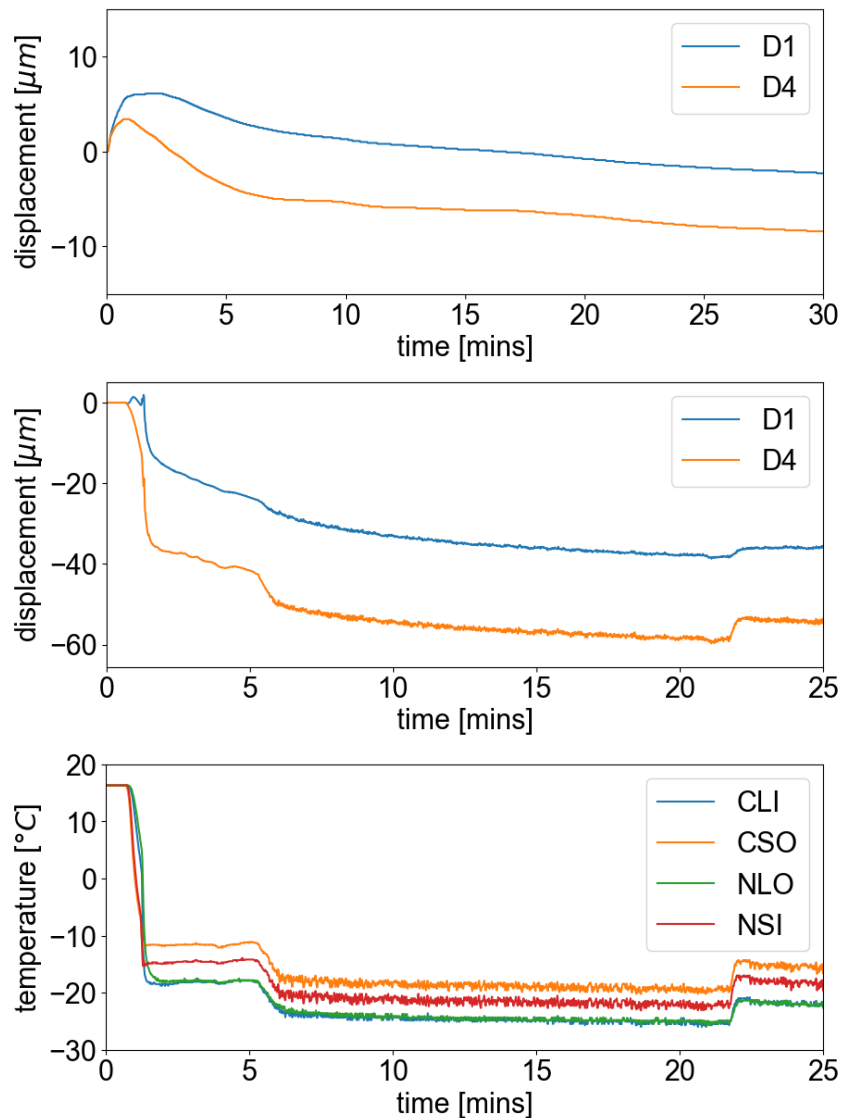 displacement [μm]
10
0
−10
D1
D4
0 5 10 15 20 25 30
time [mins]
displacement [μm]
0
−20
−40
−60
D1
D4
0 5 10 15 20 25
time [mins]
temperature [°C]
20
10
0
−10
−20
−30
CLI
CSO
NLO
NSI
0 5 10 15 20 25
time [mins]